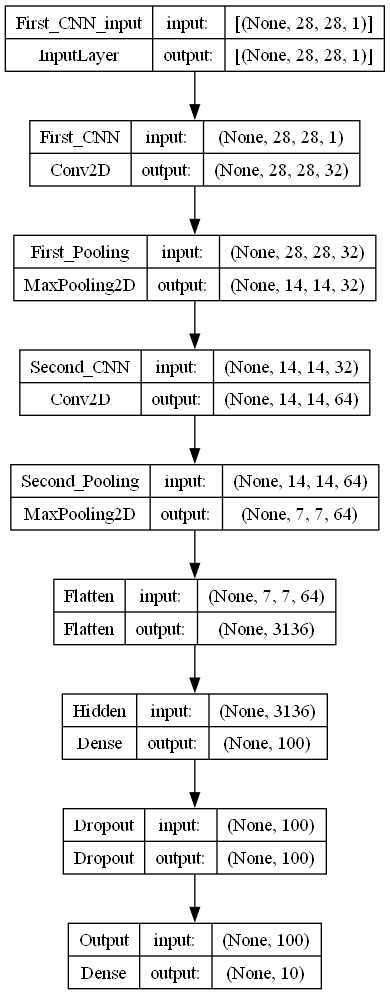 First_CNN_input input: [(None, 28, 28, 1)]
InputLayer output: [(None, 28, 28, 1)]
First_CNN input: (None, 28, 28, 1)
Conv2D output: (None, 28, 28, 32)
First_Pooling input: (None, 28, 28, 32)
MaxPooling2D output: (None, 14, 14, 32)
Second_CNN input: (None, 14, 14, 32)
Conv2D output: (None, 14, 14, 64)
Second_Pooling input: (None, 14, 14, 64)
MaxPooling2D output: (None, 7, 7, 64)
Flatten input: (None, 7, 7, 64)
Flatten output: (None, 3136)
Hidden input: (None, 3136)
Dense output: (None, 100)
Dropout input: (None, 100)
Dropout output: (None, 100)
Output input: (None, 100)
Dense output: (None, 10)